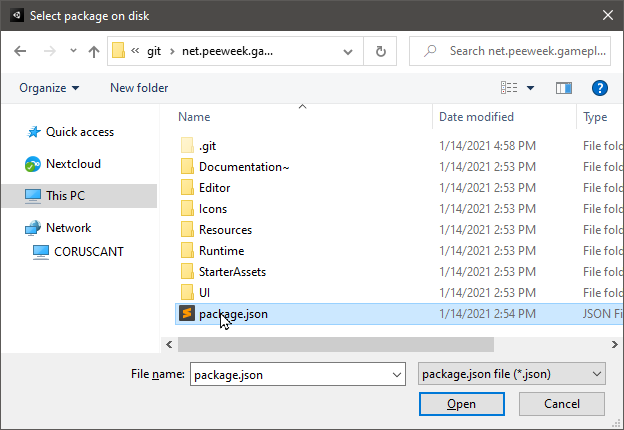 Select package on disk
« git › net.peeweek.ga...
Search net.peeweek.gamepl...
Organize New folder
Name Date modified Type
Quick access
Nextcloud
This PC
Network
CORUSCANT
.git 1/14/2021 4:58 PM File fold
Documentation~ 1/14/2021 2:53 PM File fold
Editor 1/14/2021 2:53 PM File fold
Icons 1/14/2021 2:53 PM File fold
Resources 1/14/2021 2:53 PM File fold
Runtime 1/14/2021 2:53 PM File fold
StarterAssets 1/14/2021 2:53 PM File fold
UI 1/14/2021 2:53 PM File fold
package.json 1/14/2021 2:54 PM JSON Fi
File name: package.json package.json file (*.json)
Open Cancel